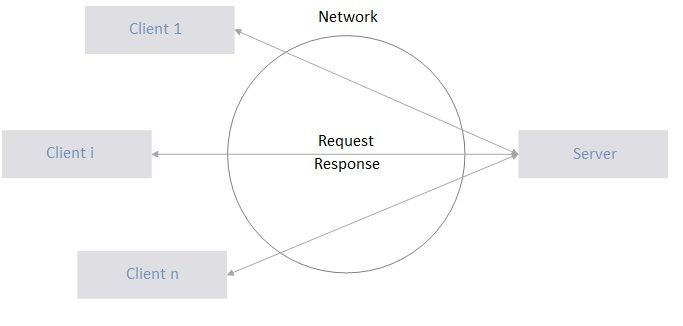 Network
Client 1
Request
Client i
Server
Response
Client n